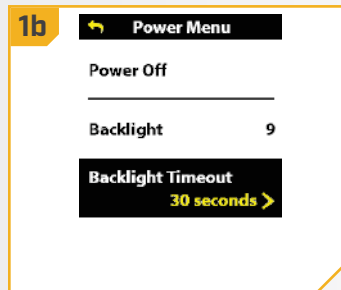 1b
Power Menu
Power Off
Backlight 9
Backlight Timeout
30 seconds >